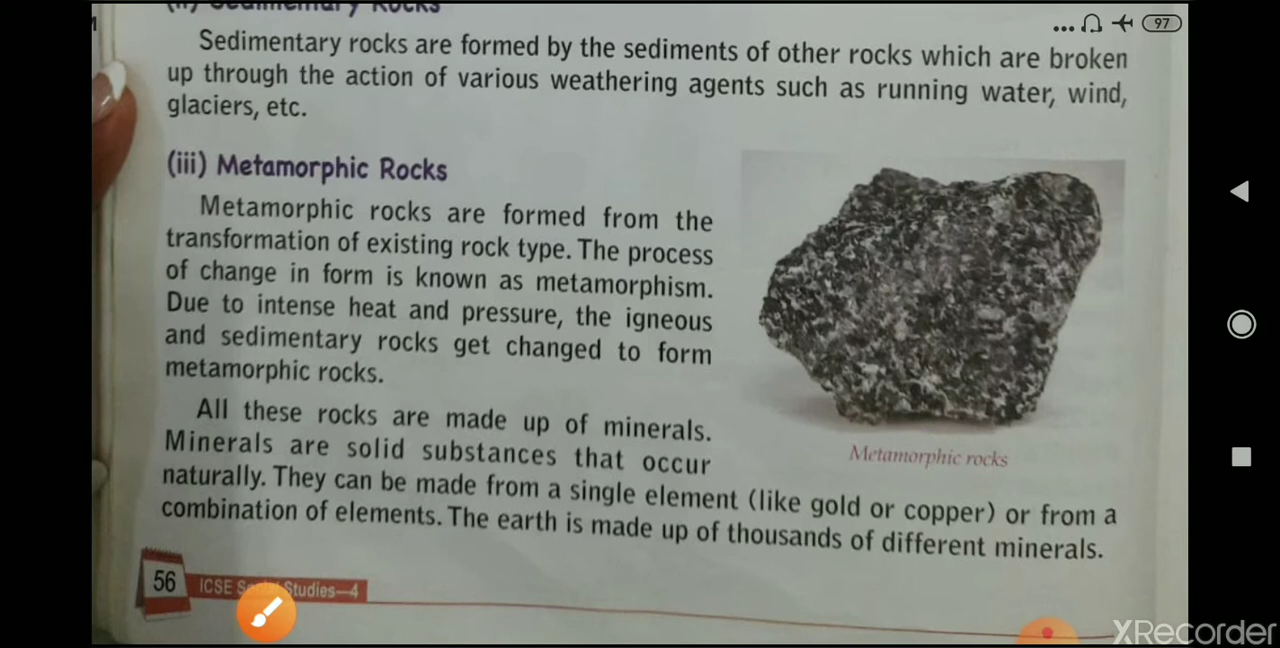 (ii) Sedimentary Rocks
97
Sedimentary rocks are formed by the sediments of other rocks which are broken
up through the action of various weathering agents such as running water, wind,
glaciers, etc.
(iii) Metamorphic Rocks
Metamorphic rocks are formed from the
transformation of existing rock type. The process
of change in form is known as metamorphism.
Due to intense heat and pressure, the igneous
and sedimentary rocks get changed to form
metamorphic rocks.
All these rocks are made up of minerals.
Minerals are solid substances that occur
naturally. They can be made from a single element (like gold or copper) or from a
combination of elements. The earth is made up of thousands of different minerals.
Metamorphic rocks
56
ICSE Social Studies—4
XRecorder